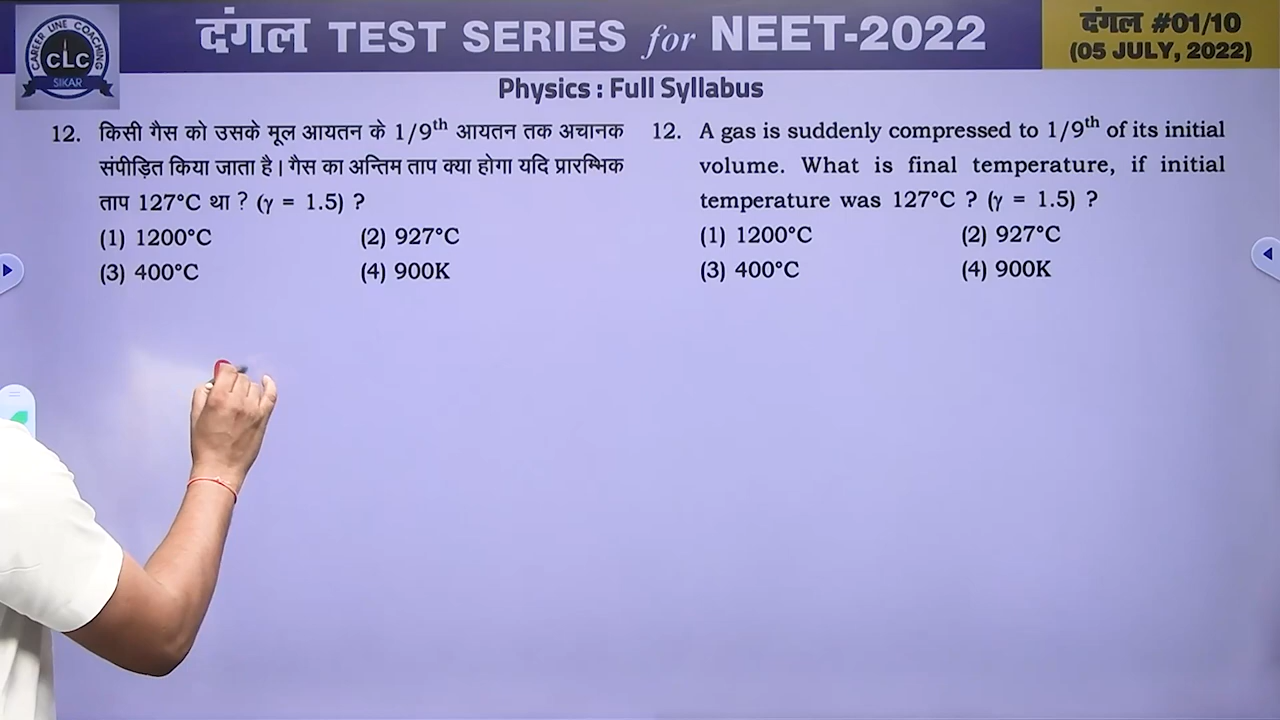 CAREER LINE COACHING
CLC
SIKAR
दंगल TEST SERIES for NEET-2022
दंगल #01/10
(05 JULY, 2022)
Physics : Full Syllabus
12. किसी गैस को उसके मूल आयतन के 1/9th आयतन तक अचानक
संपीड़ित किया जाता है। गैस का अन्तिम ताप क्या होगा यदि प्रारम्भिक
ताप 127°C था ? (γ = 1.5) ?
(1) 1200°C (2) 927°C
(3) 400°C (4) 900K
12. A gas is suddenly compressed to 1/9th of its initial
volume. What is final temperature, if initial
temperature was 127°C ? (γ = 1.5) ?
(1) 1200°C (2) 927°C
(3) 400°C (4) 900K